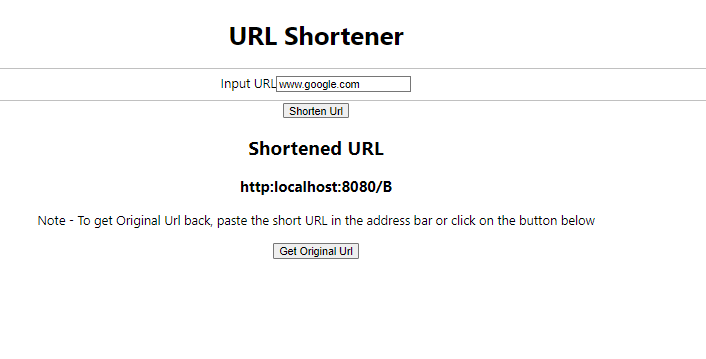 URL Shortener
Input URL www.google.com
Shorten Url
Shortened URL
http:localhost:8080/B
Note - To get Original Url back, paste the short URL in the address bar or click on the button below
Get Original Url